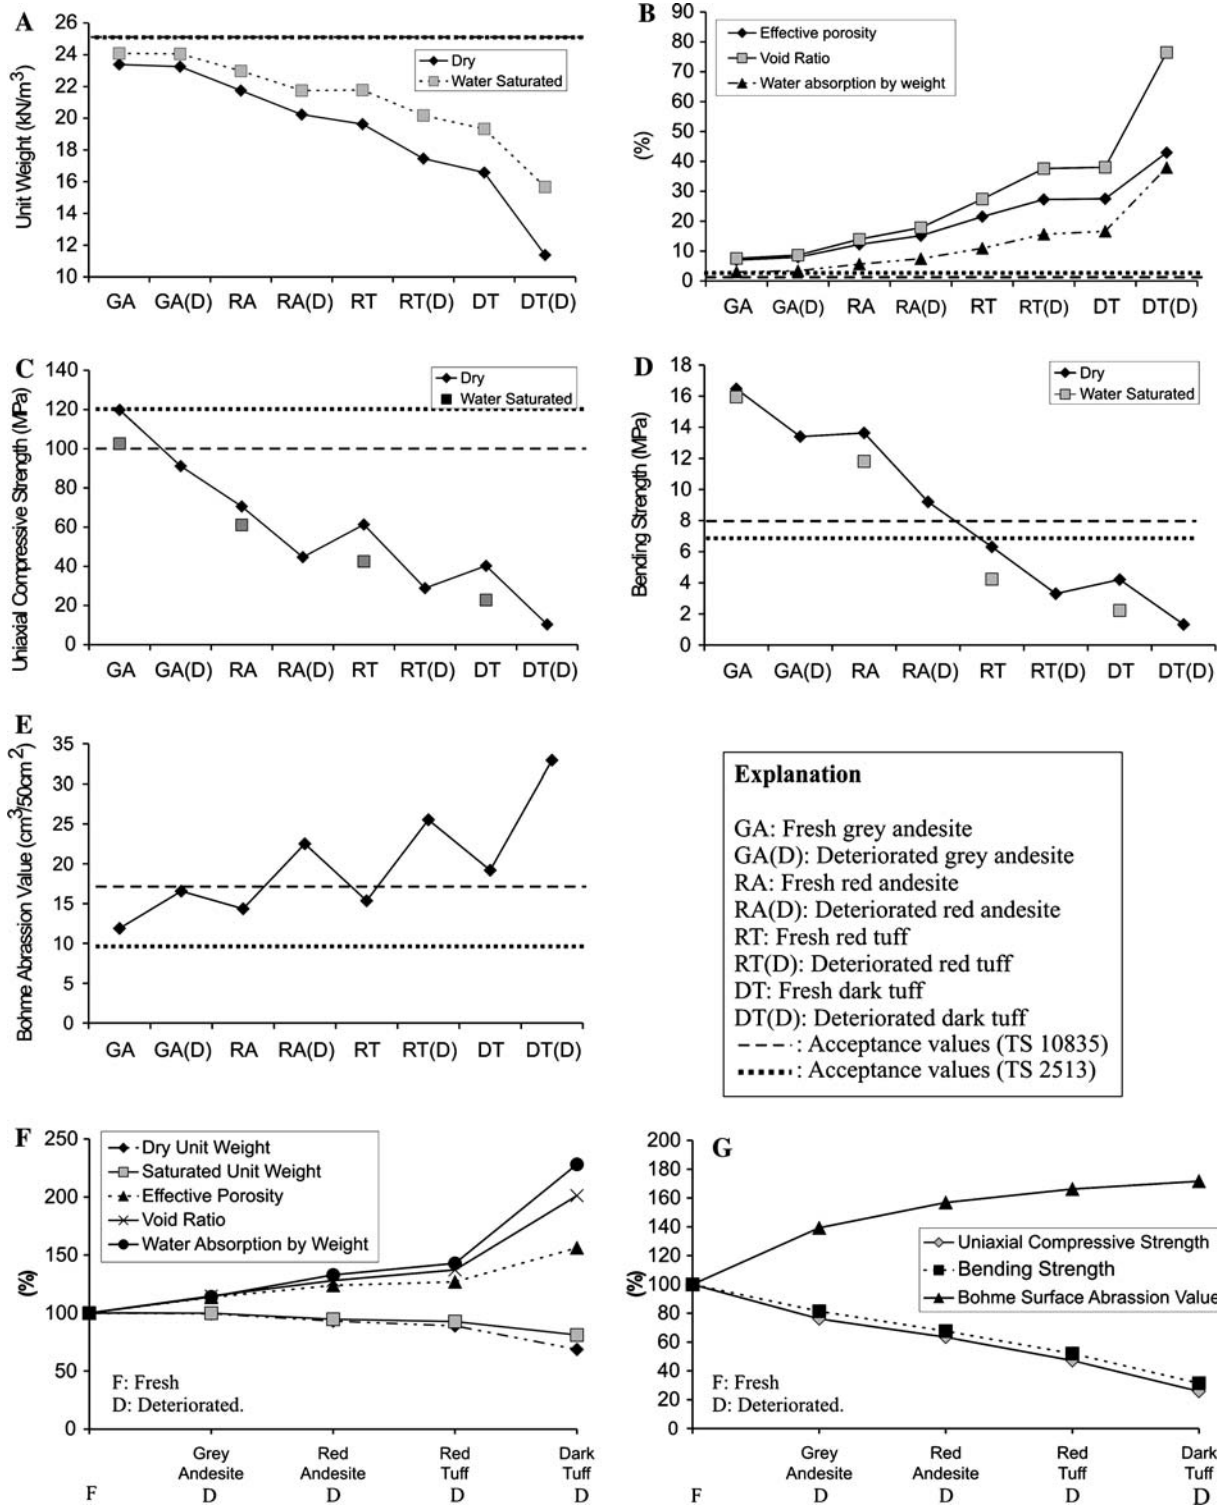 A
Unit Weight (kN/m³)
26
24
22
20
18
16
14
12
10
Dry
Water Saturated
GA GA(D) RA RA(D) RT RT(D) DT DT(D)
B
(%)
90
80
70
60
50
40
30
20
10
0
Effective porosity
Void Ratio
Water absorption by weight
GA GA(D) RA RA(D) RT RT(D) DT DT(D)
C
Uniaxial Compressive Strength (MPa)
140
120
100
80
60
40
20
0
Dry
Water Saturated
GA GA(D) RA RA(D) RT RT(D) DT DT(D)
D
Bending Strength (MPa)
18
16
14
12
10
8
6
4
2
0
Dry
Water Saturated
GA GA(D) RA RA(D) RT RT(D) DT DT(D)
E
Bohme Abrassion Value (cm³/50cm²)
35
30
25
20
15
10
5
0
GA GA(D) RA RA(D) RT RT(D) DT DT(D)
Explanation
GA: Fresh grey andesite
GA(D): Deteriorated grey andesite
RA: Fresh red andesite
RA(D): Deteriorated red andesite
RT: Fresh red tuff
RT(D): Deteriorated red tuff
DT: Fresh dark tuff
DT(D): Deteriorated dark tuff
: Acceptance values (TS 10835)
: Acceptance values (TS 2513)
F
(%)
250
200
150
100
50
0
Dry Unit Weight
Saturated Unit Weight
Effective Porosity
Void Ratio
Water Absorption by Weight
F: Fresh
D: Deteriorated.
Grey Red Red Dark
Andesite Andesite Tuff Tuff
F D D D D
G
(%)
200
180
160
140
120
100
80
60
40
20
0
Uniaxial Compressive Strength
Bending Strength
Bohme Surface Abrassion Value
F: Fresh
D: Deteriorated.
Grey Red Red Dark
Andesite Andesite Tuff Tuff
F D D D D